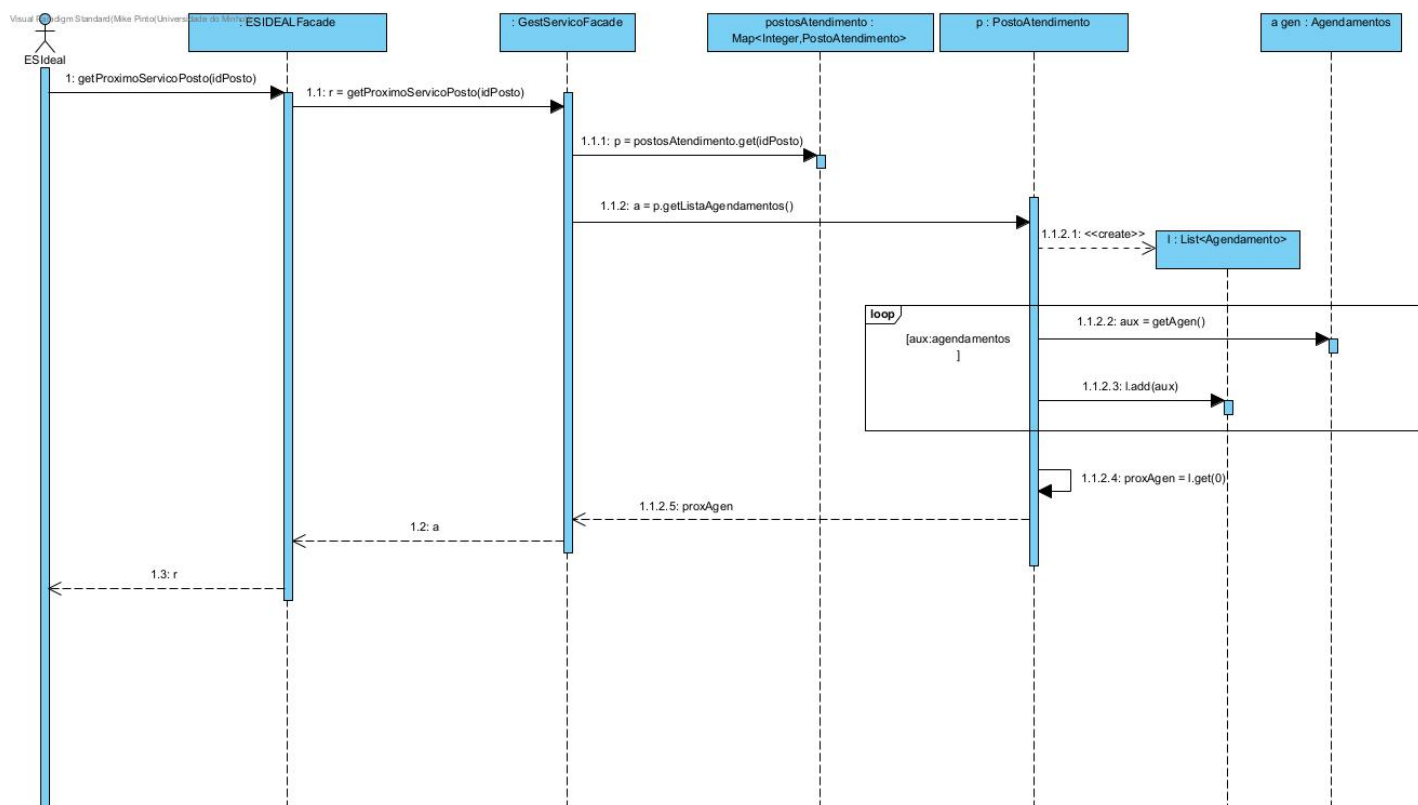 Visual Paradigm Standard(Mike Pinto(Universidade do Minho))
ESIdeal
: ESIDEALFacade
: GestServicoFacade
postosAtendimento :
Map<Integer,PostoAtendimento>
p : PostoAtendimento
a gen : Agendamentos
1: getProximoServicoPosto(idPosto)
1.1: r = getProximoServicoPosto(idPosto)
1.1.1: p = postosAtendimento.get(idPosto)
1.1.2: a = p.getListaAgendamentos()
1.1.2.1: <<create>>
l : List<Agendamento>
loop
[aux:agendamentos
]
1.1.2.2: aux = getAgen()
1.1.2.3: l.add(aux)
1.1.2.4: proxAgen = l.get(0)
1.1.2.5: proxAgen
1.2: a
1.3: r